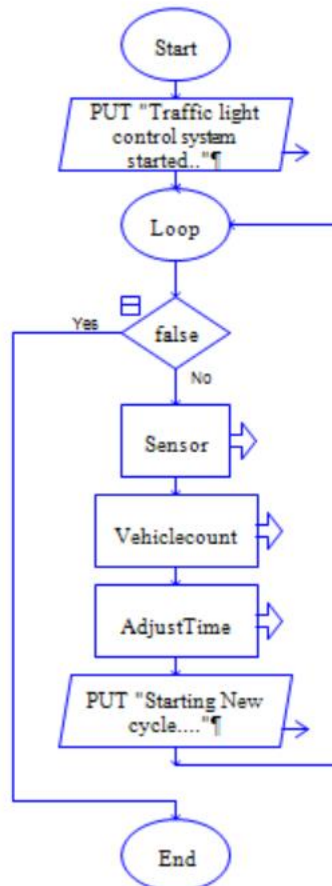 Start
PUT "Traffic light
control system
started.."¶
Loop
Yes
false
No
Sensor
Vehiclecount
AdjustTime
PUT "Starting New
cycle...."¶
End